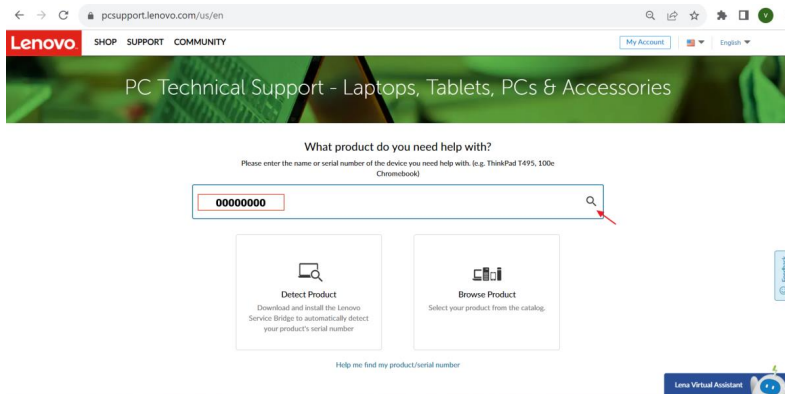 pcsupport.lenovo.com/us/en
V
Lenovo.
SHOP SUPPORT COMMUNITY
My Account
English
PC Technical Support - Laptops, Tablets, PCs & Accessories
What product do you need help with?
Please enter the name or serial number of the device you need help with. (e.g. ThinkPad T495, 100e
Chromebook)
00000000
Detect Product
Download and install the Lenovo
Service Bridge to automatically detect
your product's serial number
Browse Product
Select your product from the catalog.
Help me find my product/serial number
Lena Virtual Assistant